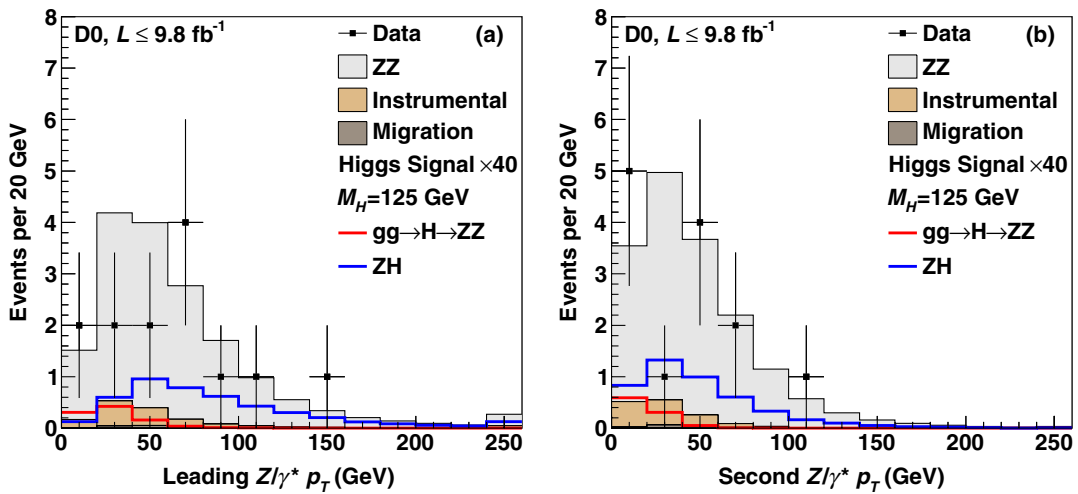 D0, L ≤ 9.8 fb⁻¹
(a)
Data
ZZ
Instrumental
Migration
Higgs Signal ×40
M_H=125 GeV
gg→H→ZZ
ZH
Events per 20 GeV
8
7
6
5
4
3
2
1
0
0 50 100 150 200 250
Leading Z/γ* p_T (GeV)
D0, L ≤ 9.8 fb⁻¹
(b)
Data
ZZ
Instrumental
Migration
Higgs Signal ×40
M_H=125 GeV
gg→H→ZZ
ZH
Events per 20 GeV
8
7
6
5
4
3
2
1
0
0 50 100 150 200 250
Second Z/γ* p_T (GeV)